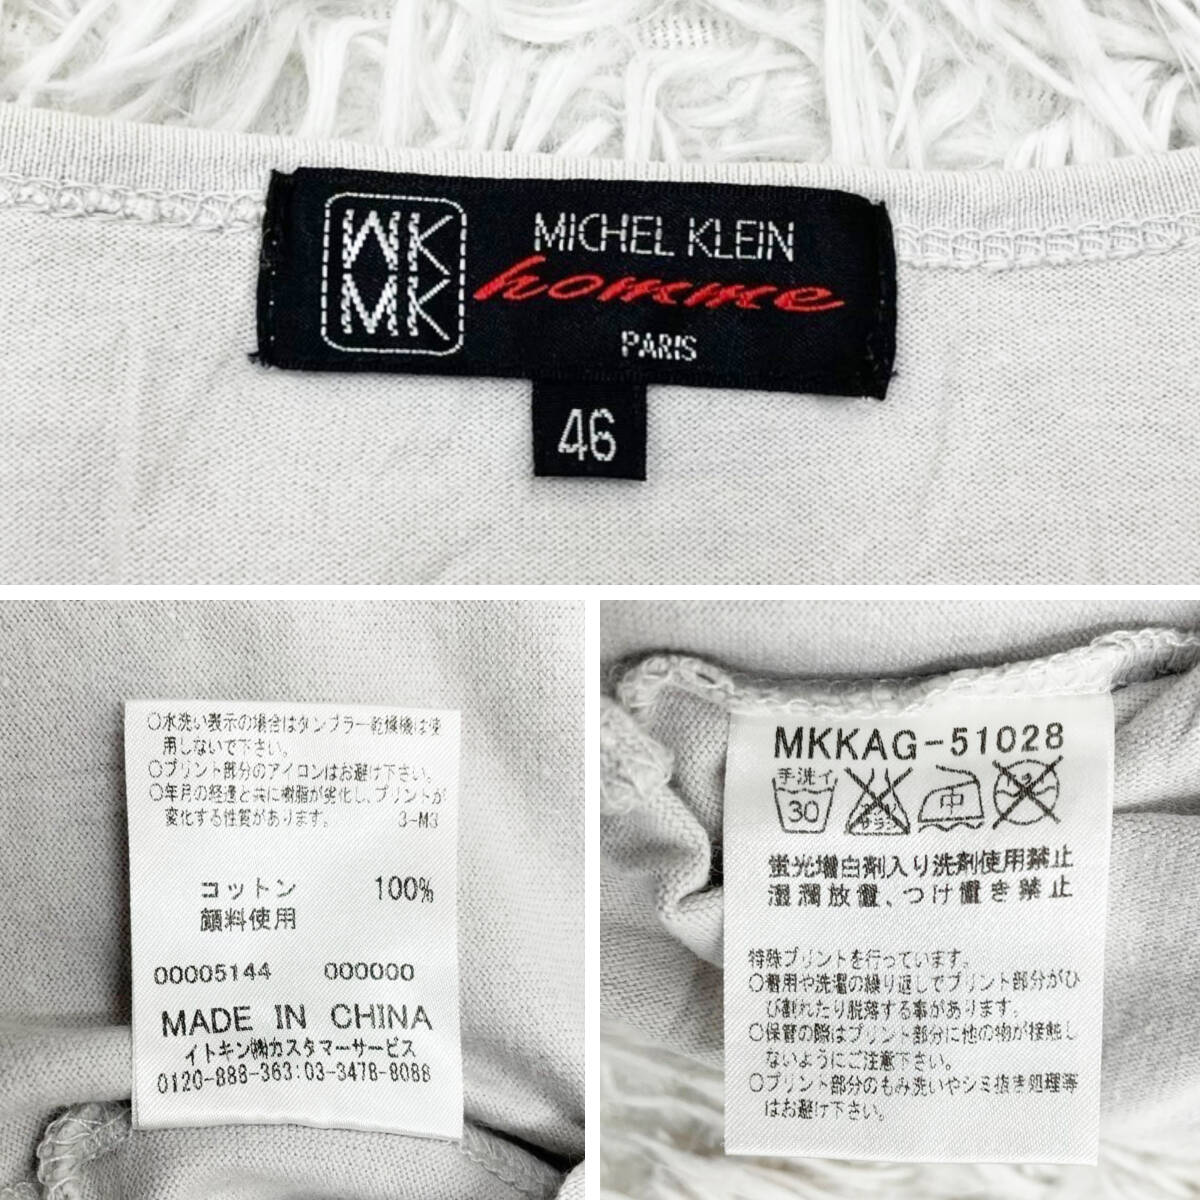 MK
MK
MICHEL KLEIN
homme
PARIS
46
○水洗い表示の場合はタンブラー乾燥機は使
用しないで下さい。
○プリント部分のアイロンはお避け下さい。
○年月の経過と共に樹脂が劣化し、プリントが
変化する性質があります。 3-M3
コットン 100%
顔料使用
00005144 000000
MADE IN CHINA
イトキン㈱カスタマーサービス
0120-888-363:03-3478-8088
MKKAG-51028
手洗イ
30
エンソ
サラシ
中
蛍光増白剤入り洗剤使用禁止
湿潤放置、つけ置き禁止
特殊プリントを行っています。
○着用や洗濯の繰り返しでプリント部分がひ
び割れたり脱落する事があります。
○保管の際はプリント部分に他の物が接触し
ないようにご注意下さい。
○プリント部分のもみ洗いやシミ抜き処理等
はお避け下さい。